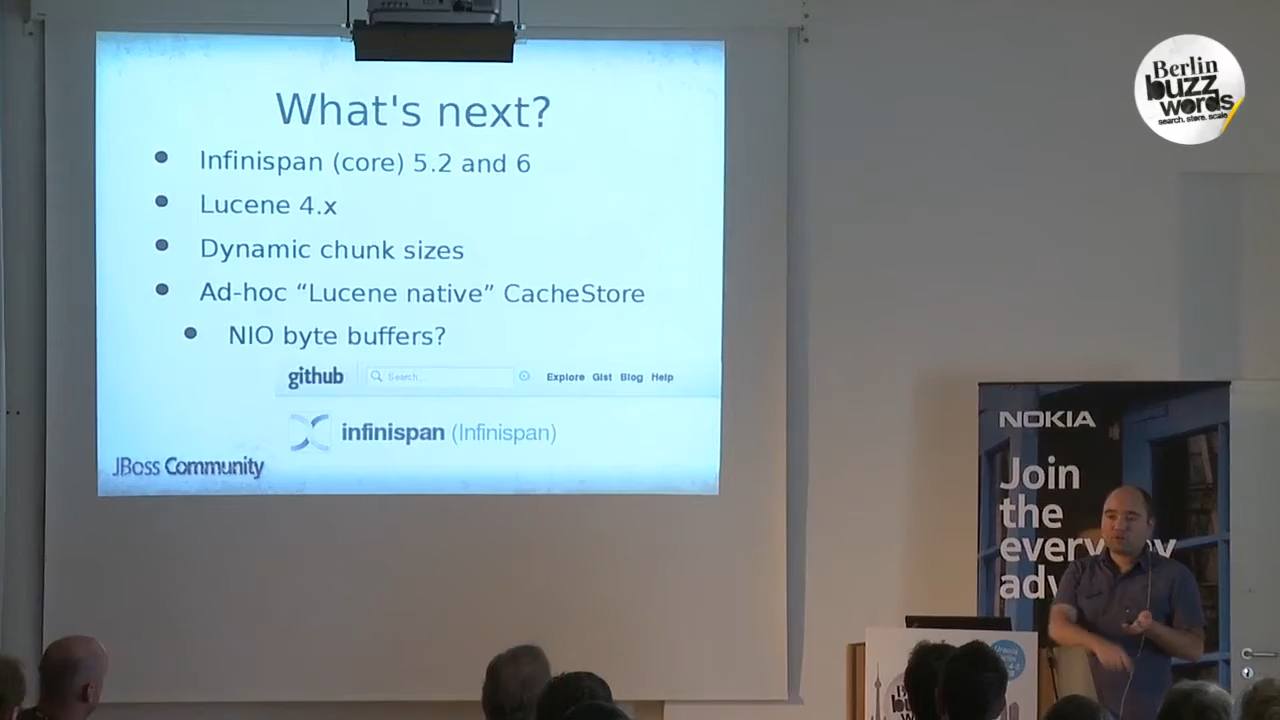 What's next?
Infinispan (core) 5.2 and 6
Lucene 4.x
Dynamic chunk sizes
Ad-hoc “Lucene native” CacheStore
NIO byte buffers?
github
Search...
Explore Gist Blog Help
infinispan (Infinispan)
JBoss Community
Berlin
buzz
words
search. store. scale
NOKIA
Join
the